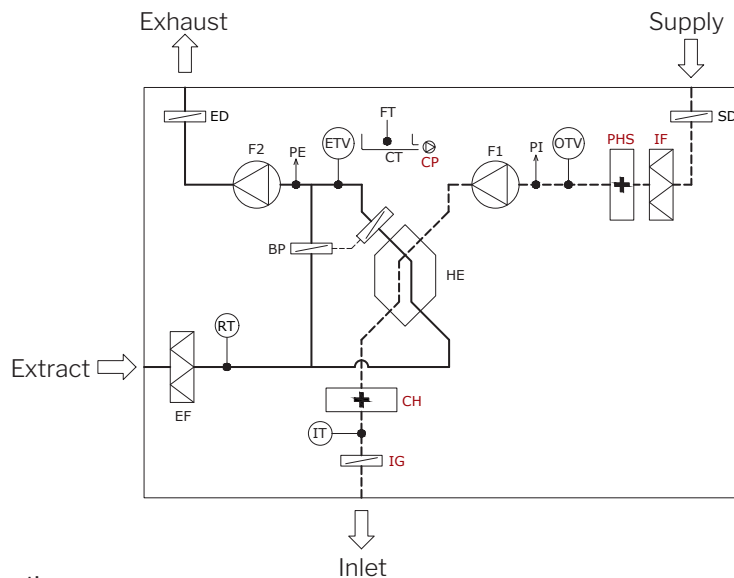 Exhaust
Supply
ED
F2
PE
ETV
FT
CT
CP
F1
PI
OTV
PHS
IF
SD
BP
HE
RT
Extract
EF
CH
IT
IG
Inlet